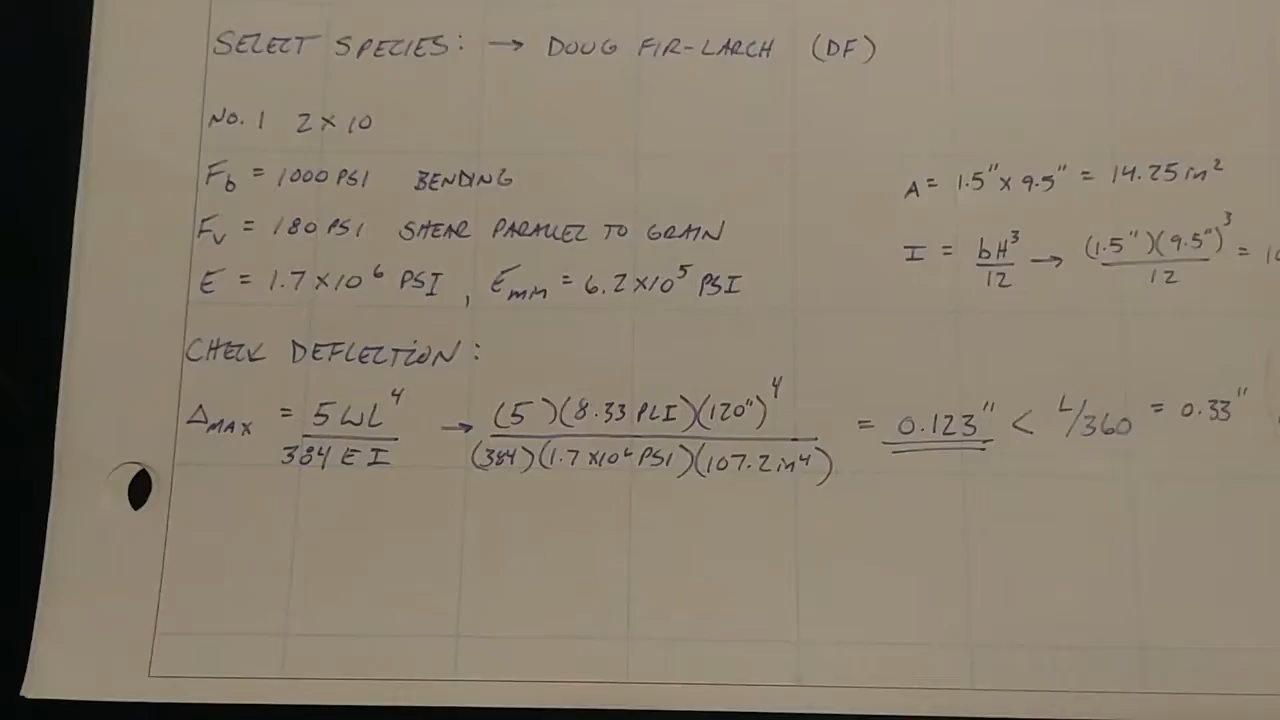 SELECT SPECIES: → DOUG FIR-LARCH (DF)
No. 1 2×10
Fb = 1000 PSI BENDING
A = 1.5" × 9.5" = 14.25 in²
Fv = 180 PSI SHEAR PARALLEL TO GRAIN
I = bH³/12 → (1.5")(9.5")³/12 = 10
E = 1.7×10⁶ PSI, Emin = 6.2×10⁵ PSI
CHECK DEFLECTION:
ΔMAX = 5WL⁴/384EI → (5)(8.33 PLI)(120")⁴/(384)(1.7×10⁶ PSI)(107.2in⁴) = 0.123" < L/360 = 0.33"